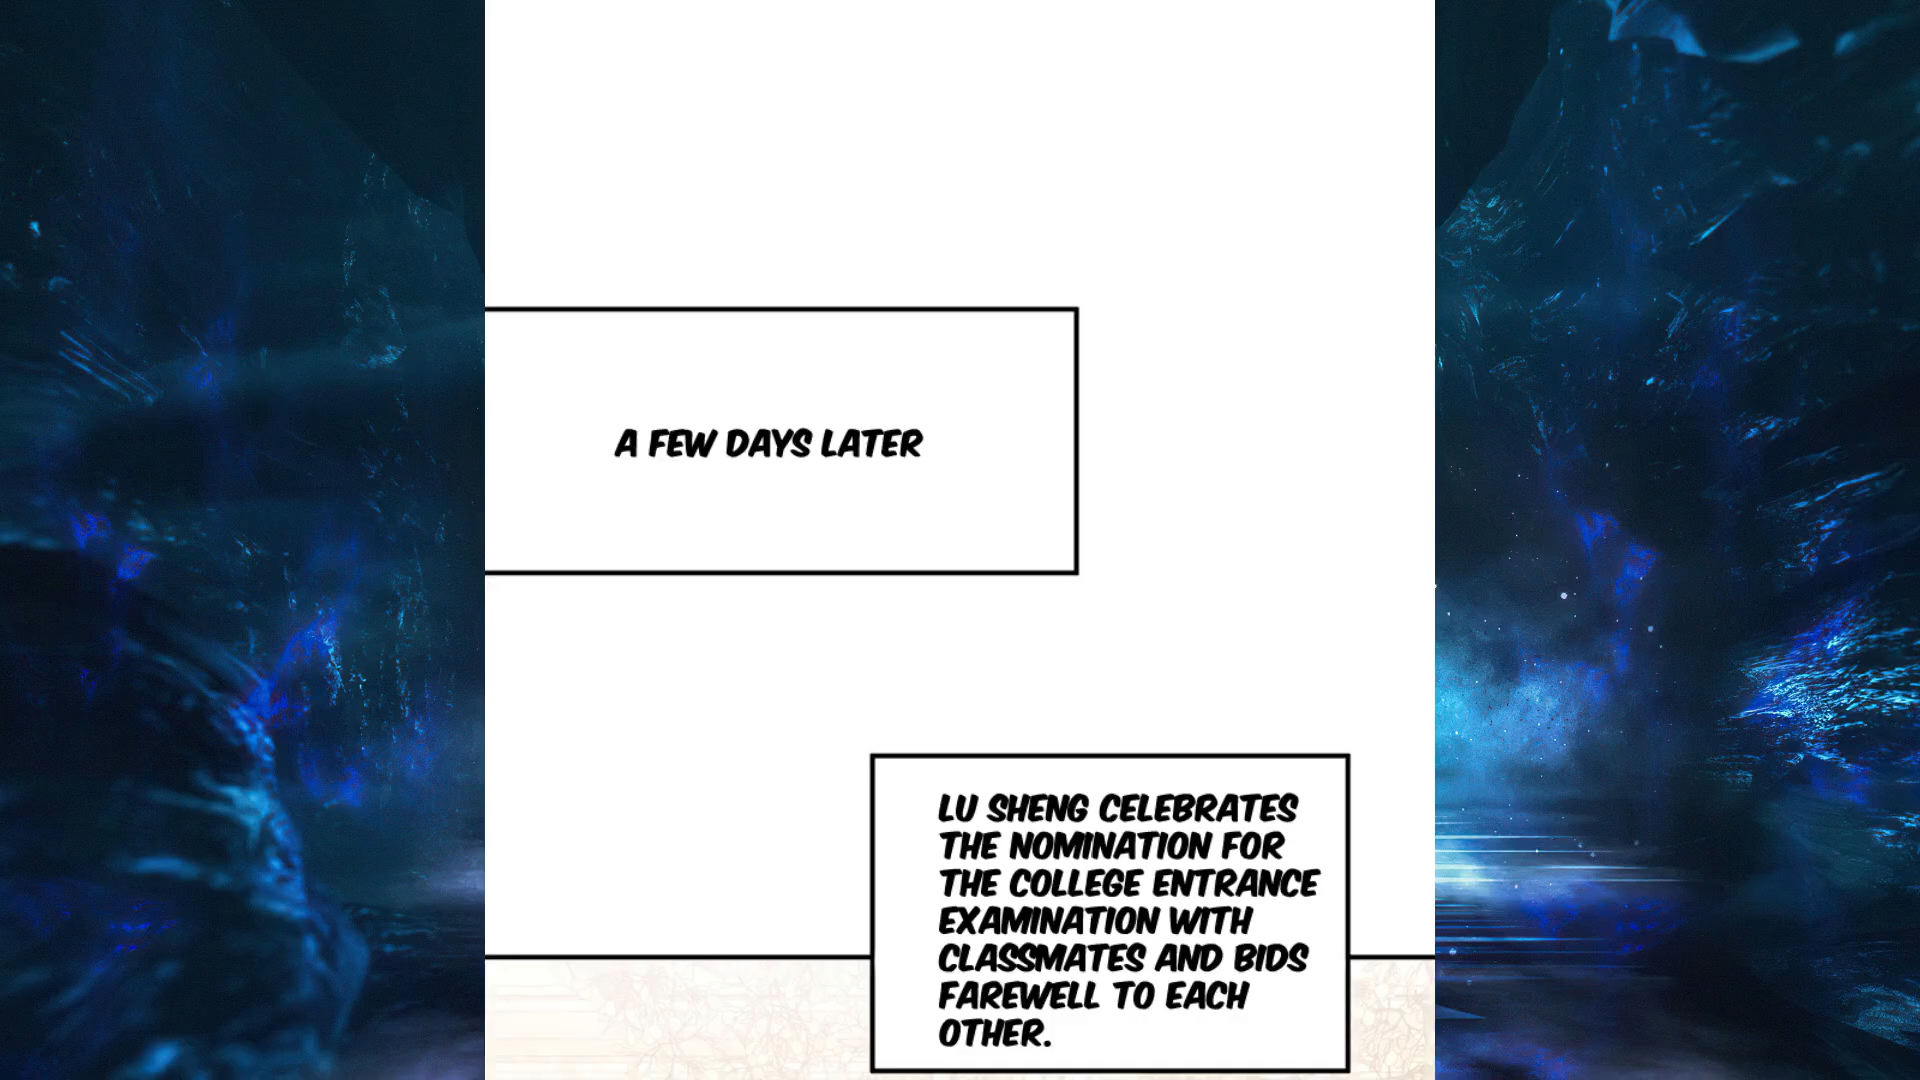 A FEW DAYS LATER
LU SHENG CELEBRATES
THE NOMINATION FOR
THE COLLEGE ENTRANCE
EXAMINATION WITH
CLASSMATES AND BIDS
FAREWELL TO EACH
OTHER.